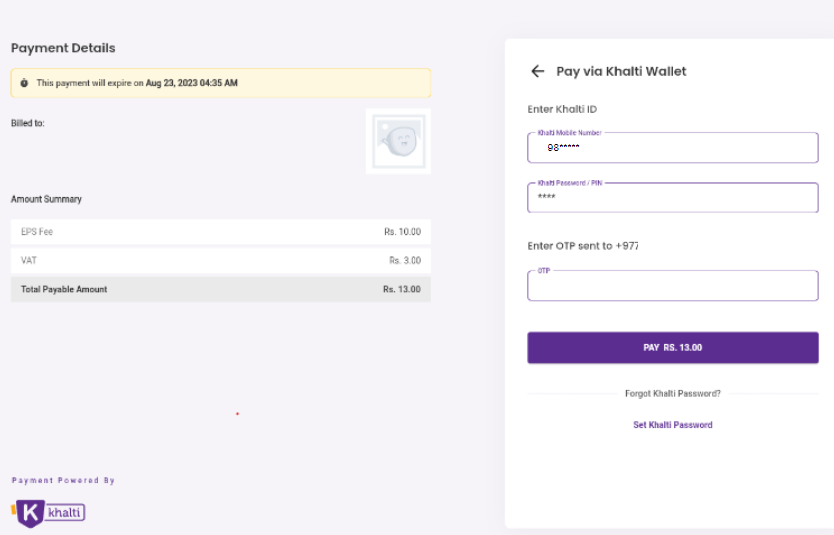 Payment Details
This payment will expire on Aug 23, 2023 04:35 AM
Billed to:
Amount Summary
EPS Fee Rs. 10.00
VAT Rs. 3.00
Total Payable Amount Rs. 13.00
Payment Powered By
K khalti
Pay via Khalti Wallet
Enter Khalti ID
Khalti Mobile Number
98*****
Khalti Password / PIN
****
Enter OTP sent to +977
OTP
PAY RS. 13.00
Forgot Khalti Password?
Set Khalti Password